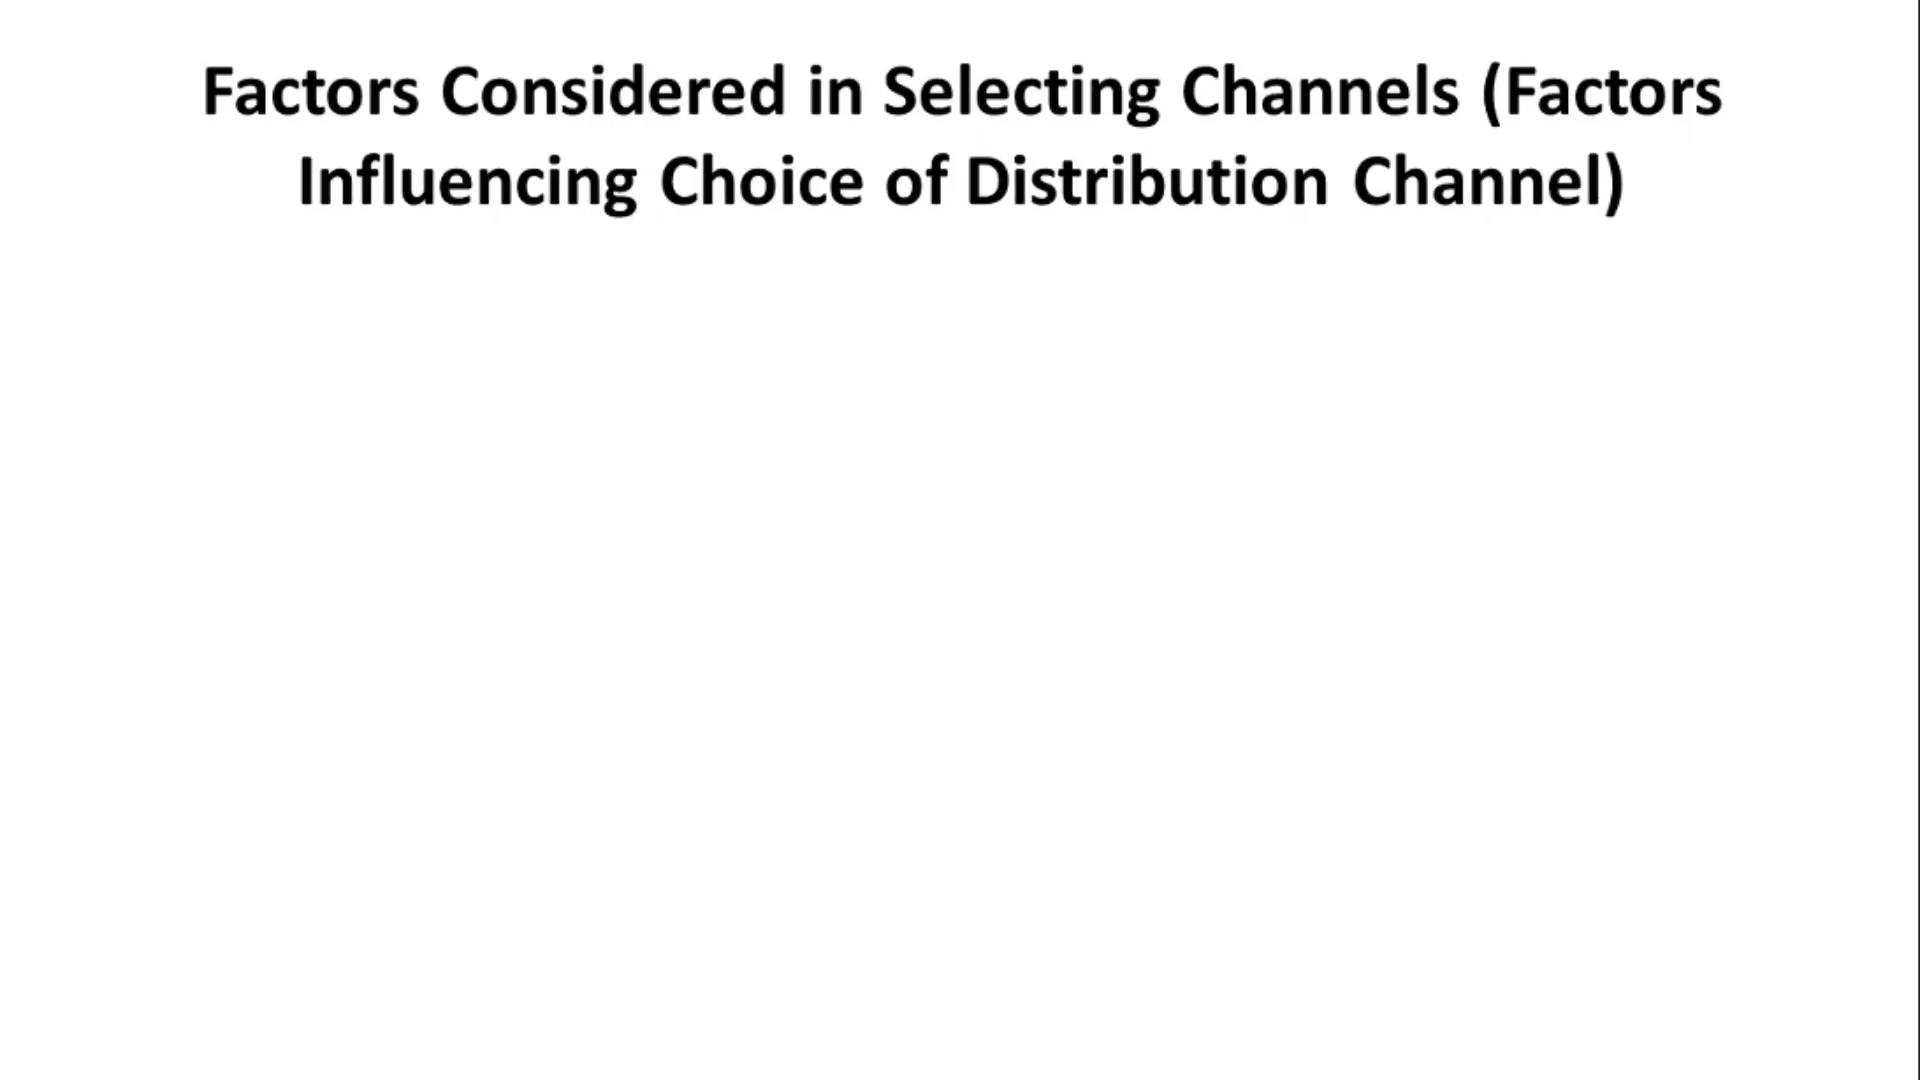 Factors Considered in Selecting Channels (Factors
Influencing Choice of Distribution Channel)